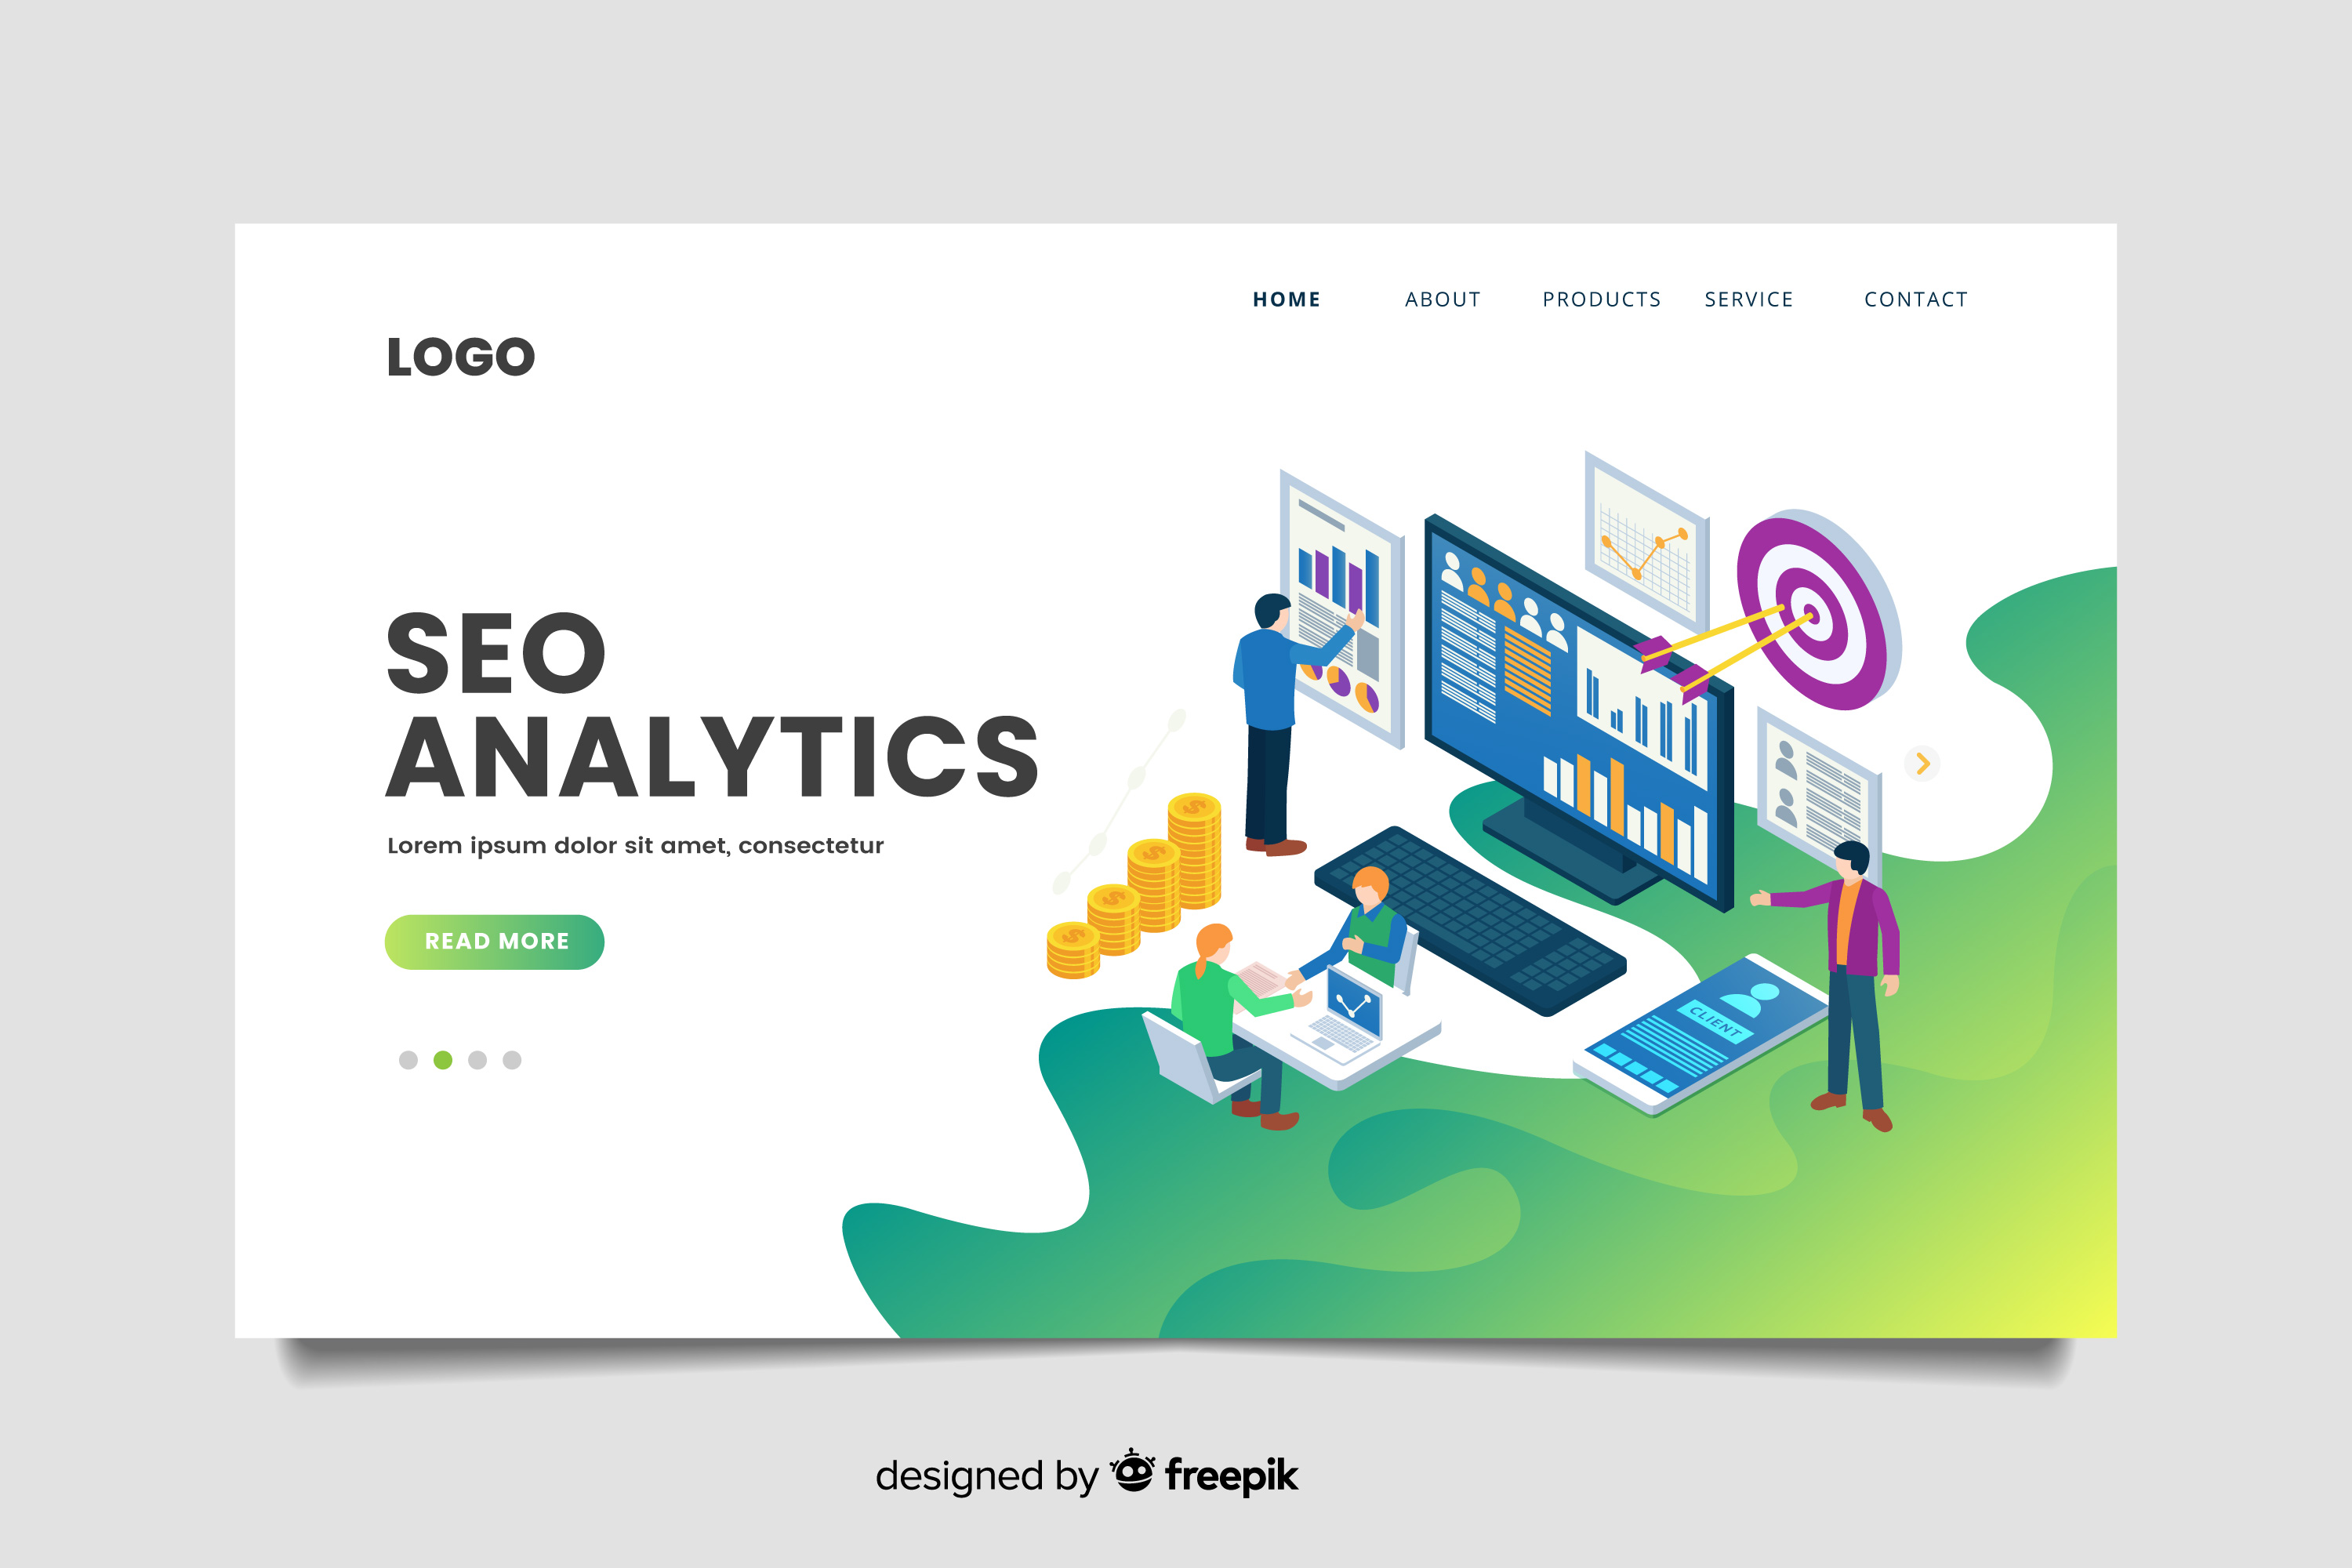 HOME ABOUT PRODUCTS SERVICE CONTACT
LOGO
SEO
ANALYTICS
Lorem ipsum dolor sit amet, consectetur
READ MORE
CLIENT
designed by freepik